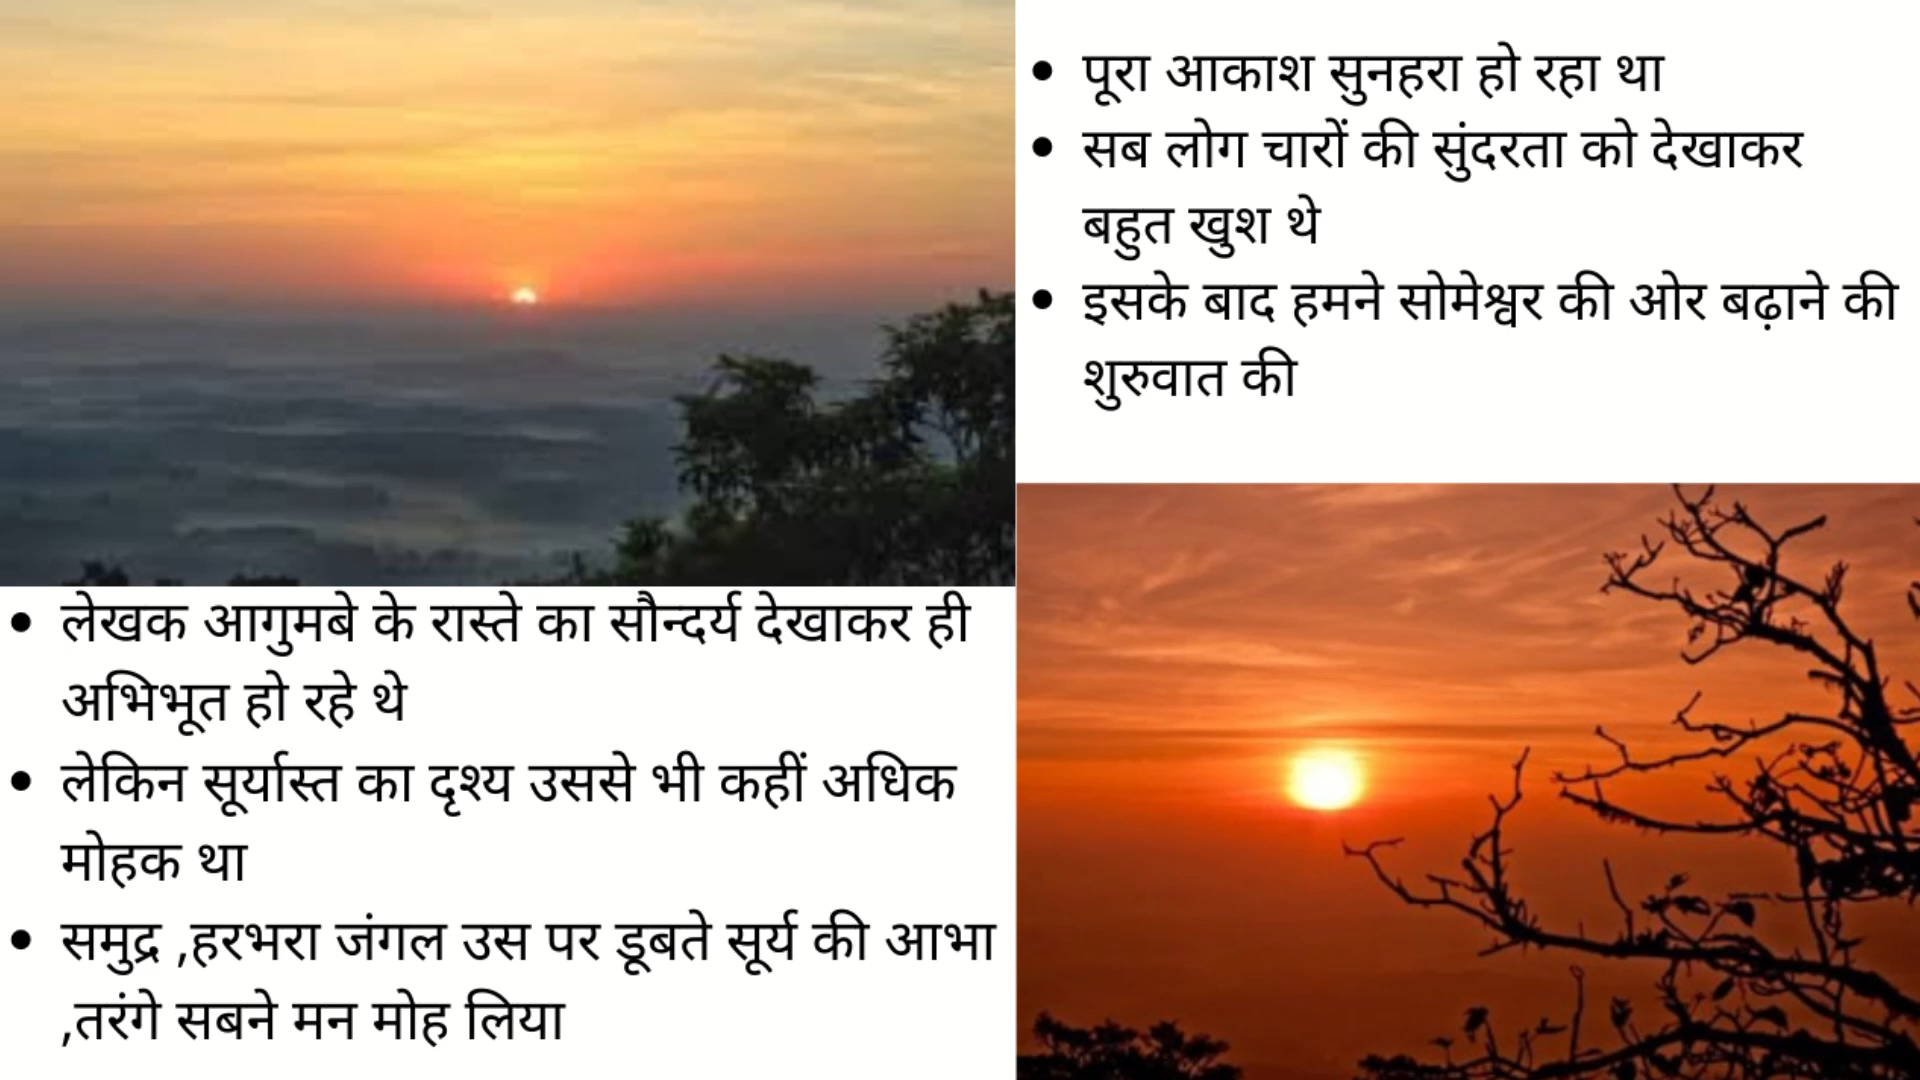 • पूरा आकाश सुनहरा हो रहा था
• सब लोग चारों की सुंदरता को देखाकर
बहुत खुश थे
• इसके बाद हमने सोमेश्वर की ओर बढ़ाने की
शुरुवात की
• लेखक आगुमबे के रास्ते का सौन्दर्य देखाकर ही
अभिभूत हो रहे थे
• लेकिन सूर्यास्त का दृश्य उससे भी कहीं अधिक
मोहक था
• समुद्र ,हरभरा जंगल उस पर डूबते सूर्य की आभा
,तरंगे सबने मन मोह लिया